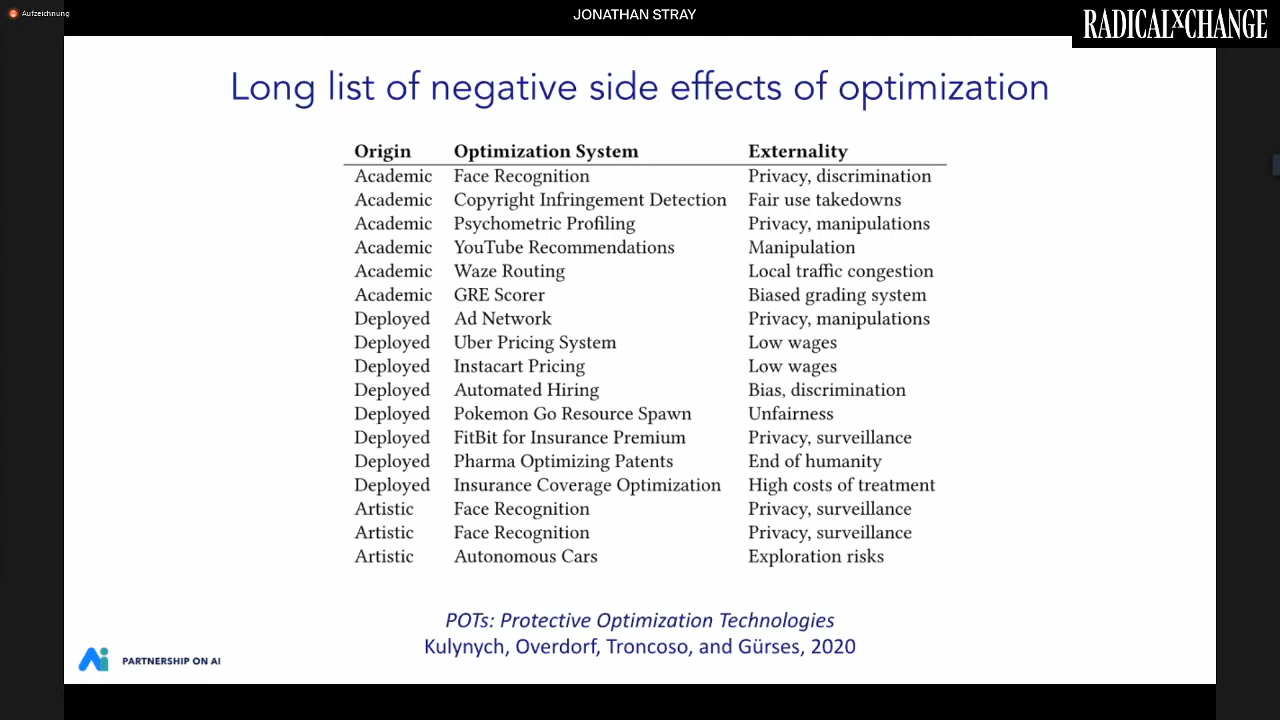 Aufzeichnung
JONATHAN STRAY
RADICALxCHANGE
Long list of negative side effects of optimization
Origin Optimization System Externality
Academic Face Recognition Privacy, discrimination
Academic Copyright Infringement Detection Fair use takedowns
Academic Psychometric Profiling Privacy, manipulations
Academic YouTube Recommendations Manipulation
Academic Waze Routing Local traffic congestion
Academic GRE Scorer Biased grading system
Deployed Ad Network Privacy, manipulations
Deployed Uber Pricing System Low wages
Deployed Instacart Pricing Low wages
Deployed Automated Hiring Bias, discrimination
Deployed Pokemon Go Resource Spawn Unfairness
Deployed FitBit for Insurance Premium Privacy, surveillance
Deployed Pharma Optimizing Patents End of humanity
Deployed Insurance Coverage Optimization High costs of treatment
Artistic Face Recognition Privacy, surveillance
Artistic Face Recognition Privacy, surveillance
Artistic Autonomous Cars Exploration risks
POTs: Protective Optimization Technologies
Kulynych, Overdorf, Troncoso, and Gürses, 2020
PARTNERSHIP ON AI